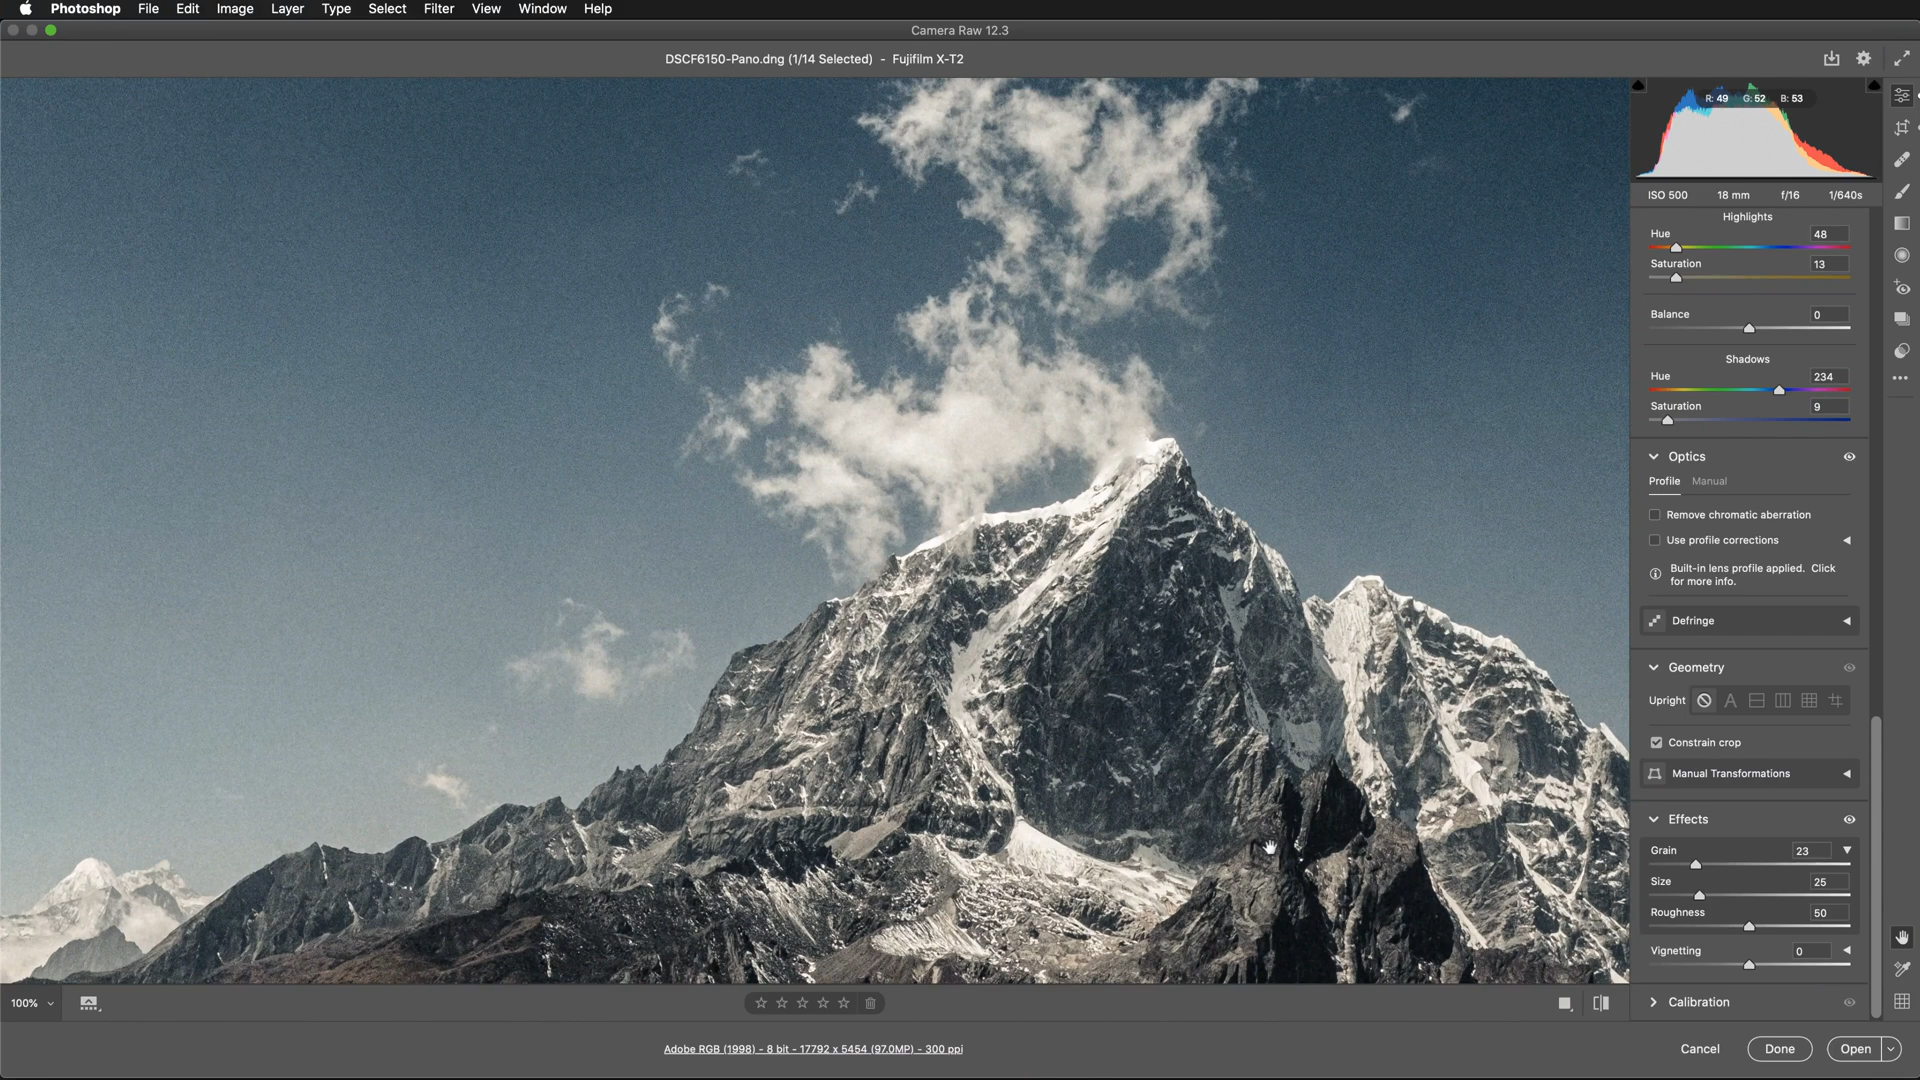 Photoshop File Edit Image Layer Type Select Filter View Window Help
Camera Raw 12.3
DSCF6150-Pano.dng (1/14 Selected) - Fujifilm X-T2
R: 49 G: 52 B: 53
ISO 500 18 mm f/16 1/640s
Highlights
Hue 48
Saturation 13
Balance 0
Shadows
Hue 234
Saturation 9
Optics
Profile Manual
Remove chromatic aberration
Use profile corrections
Built-in lens profile applied. Click
for more info.
Defringe
Geometry
Upright A
Constrain crop
Manual Transformations
Effects
Grain 23
Size 25
Roughness 50
Vignetting 0
Calibration
100%
Adobe RGB (1998) - 8 bit - 17792 x 5454 (97.0MP) - 300 ppi
Cancel Done Open